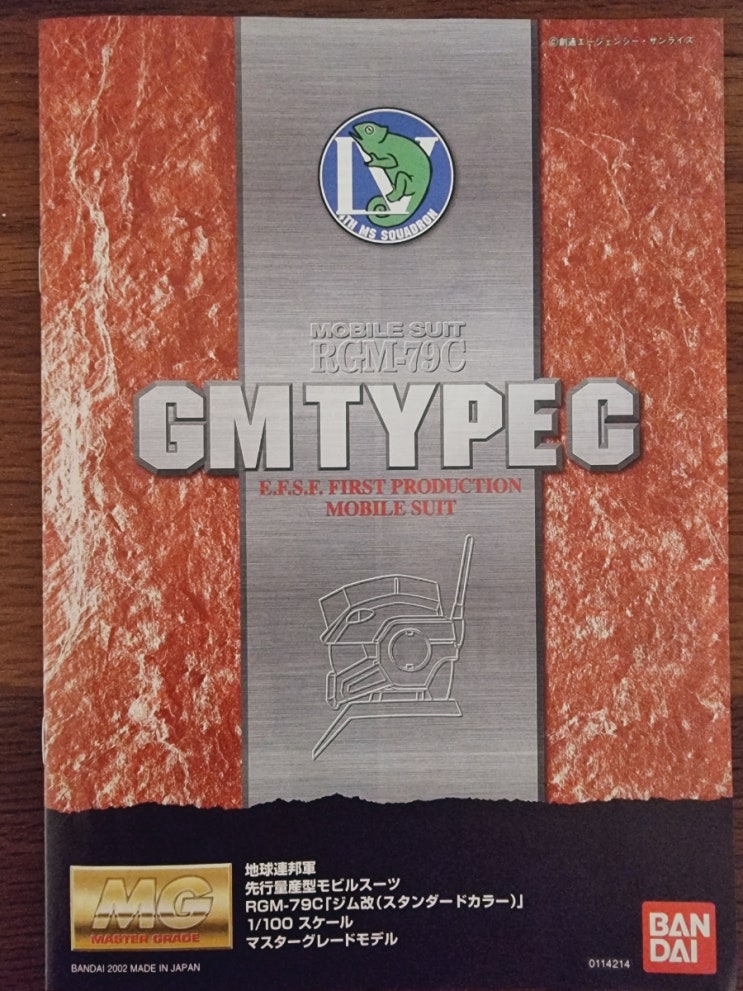 ©創通エージェンシー・サンライズ
LV
4TH MS SQUADRON
MOBILE SUIT
RGM-79C
GM TYPE C
E.F.S.F. FIRST PRODUCTION
MOBILE SUIT
MG
MASTER GRADE
地球連邦軍
先行量産型モビルスーツ
RGM-79C「ジム改(スタンダードカラー)」
1/100 スケール
マスターグレードモデル
BANDAI 2002 MADE IN JAPAN
0114214
BAN
DAI